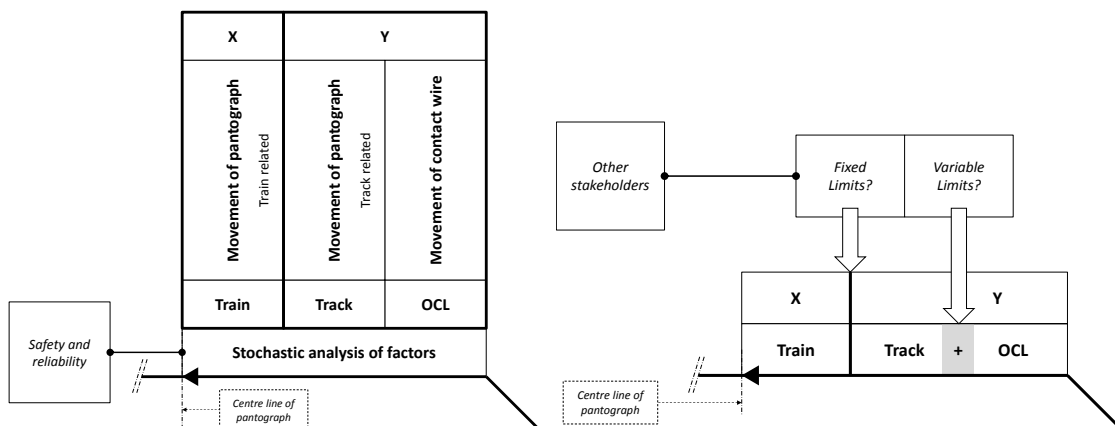 X
Y
Movement of pantograph
Train related
Movement of pantograph
Track related
Movement of contact wire
Train
Track
OCL
Safety and
reliability
Stochastic analysis of factors
Centre line of
pantograph
Other
stakeholders
Fixed
Limits?
Variable
Limits?
X
Y
Train
Track
+
OCL
Centre line of
pantograph